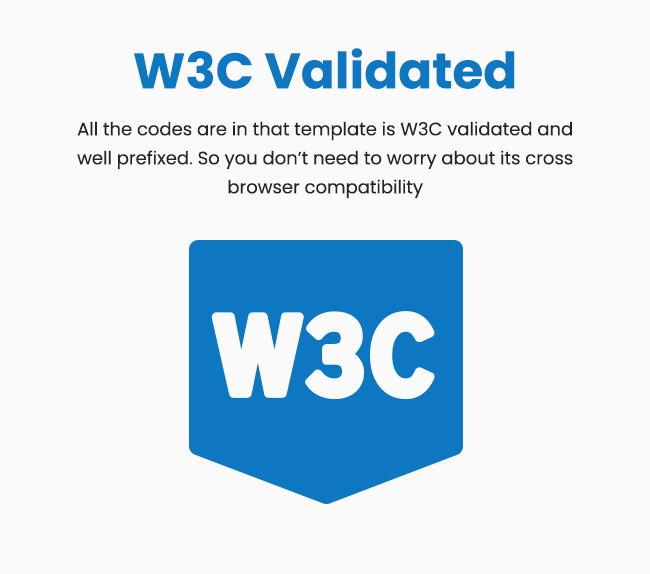 W3C Validated
All the codes are in that template is W3C validated and
well prefixed. So you don’t need to worry about its cross
browser compatibility
W3C